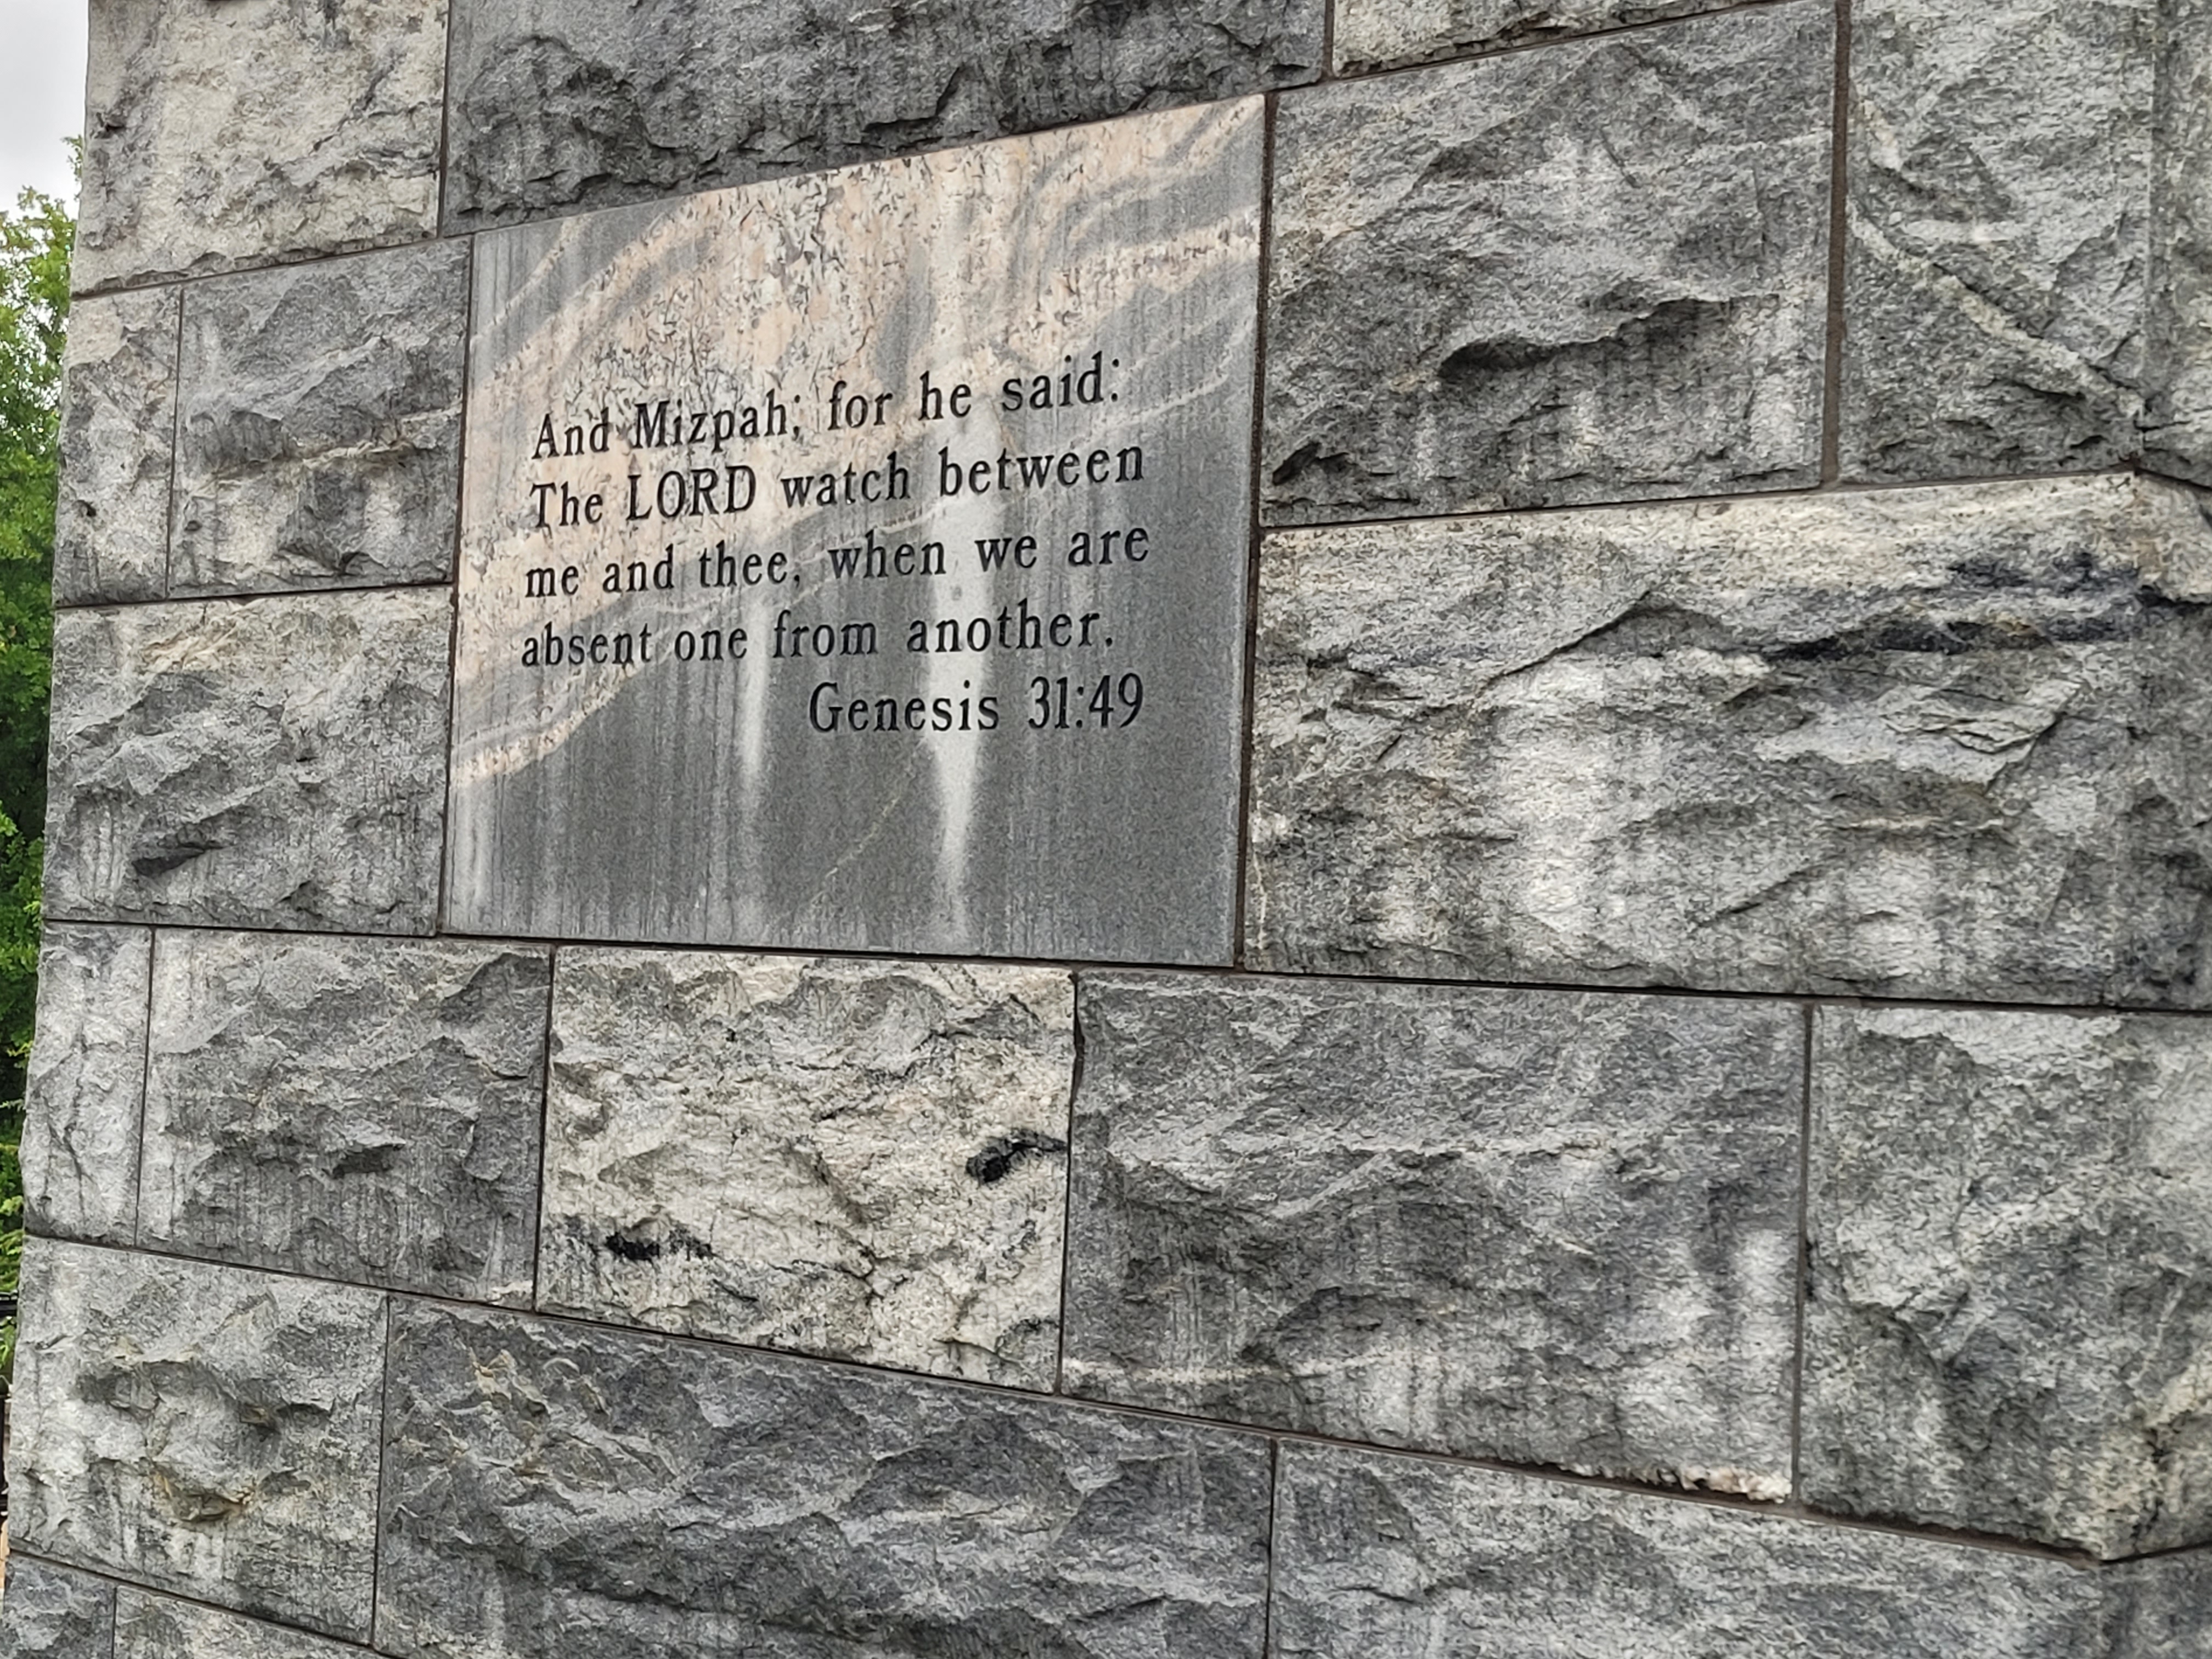 And Mizpah; for he said:
The LORD watch between
me and thee, when we are
absent one from another.
Genesis 31:49